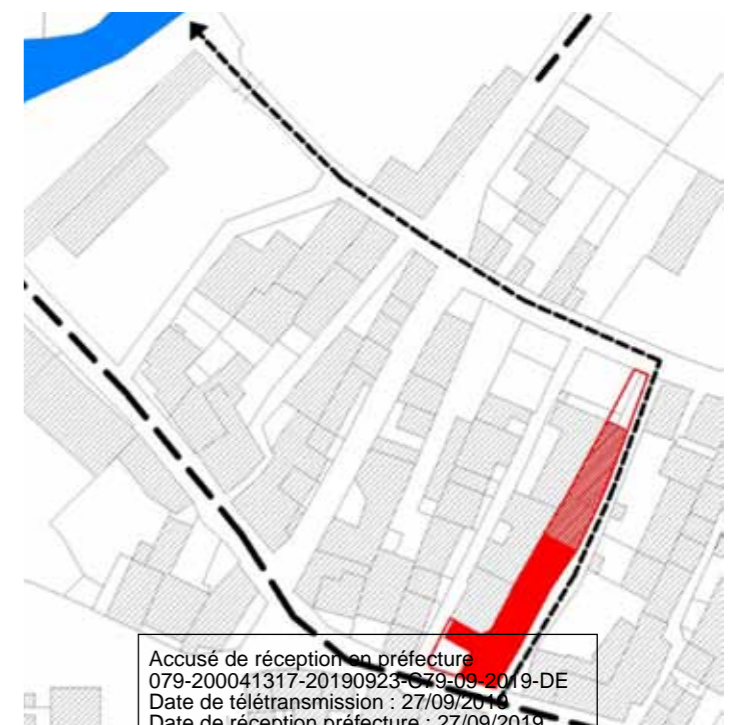 Accusé de réception en préfecture
079-200041317-20190923-C79-09-2019-DE
Date de télétransmission : 27/09/2019
Date de réception préfecture : 27/09/2019